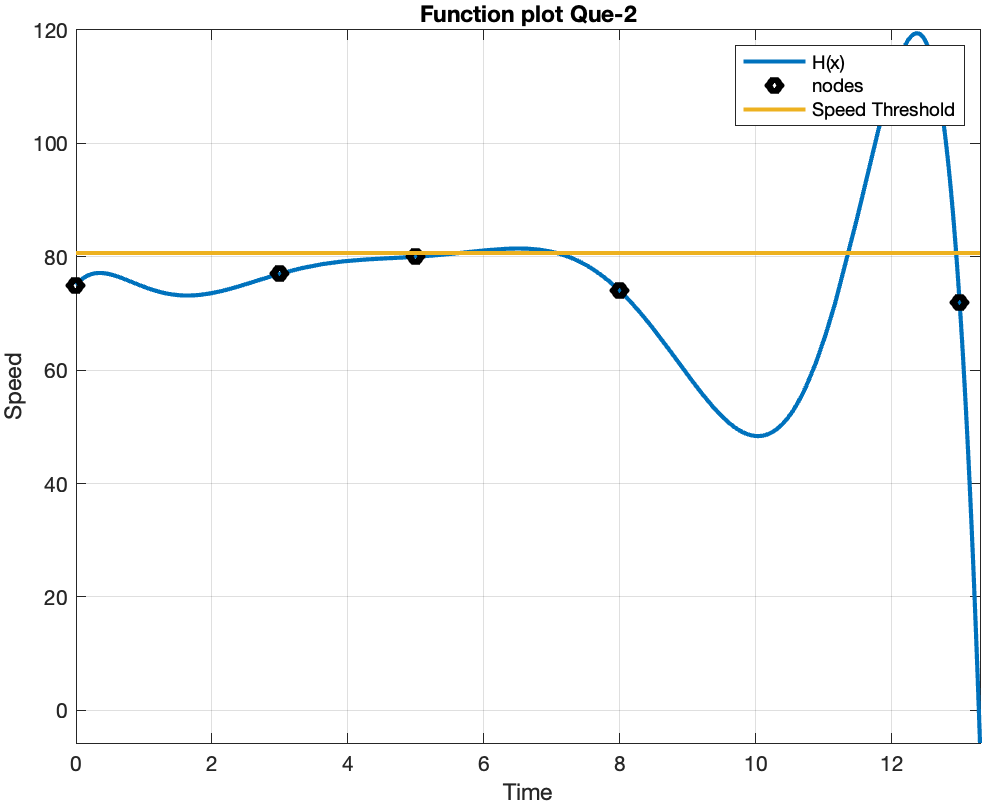 Function plot Que-2
120
100
80
60
40
20
0
Speed
H(x)
nodes
Speed Threshold
0 2 4 6 8 10 12
Time